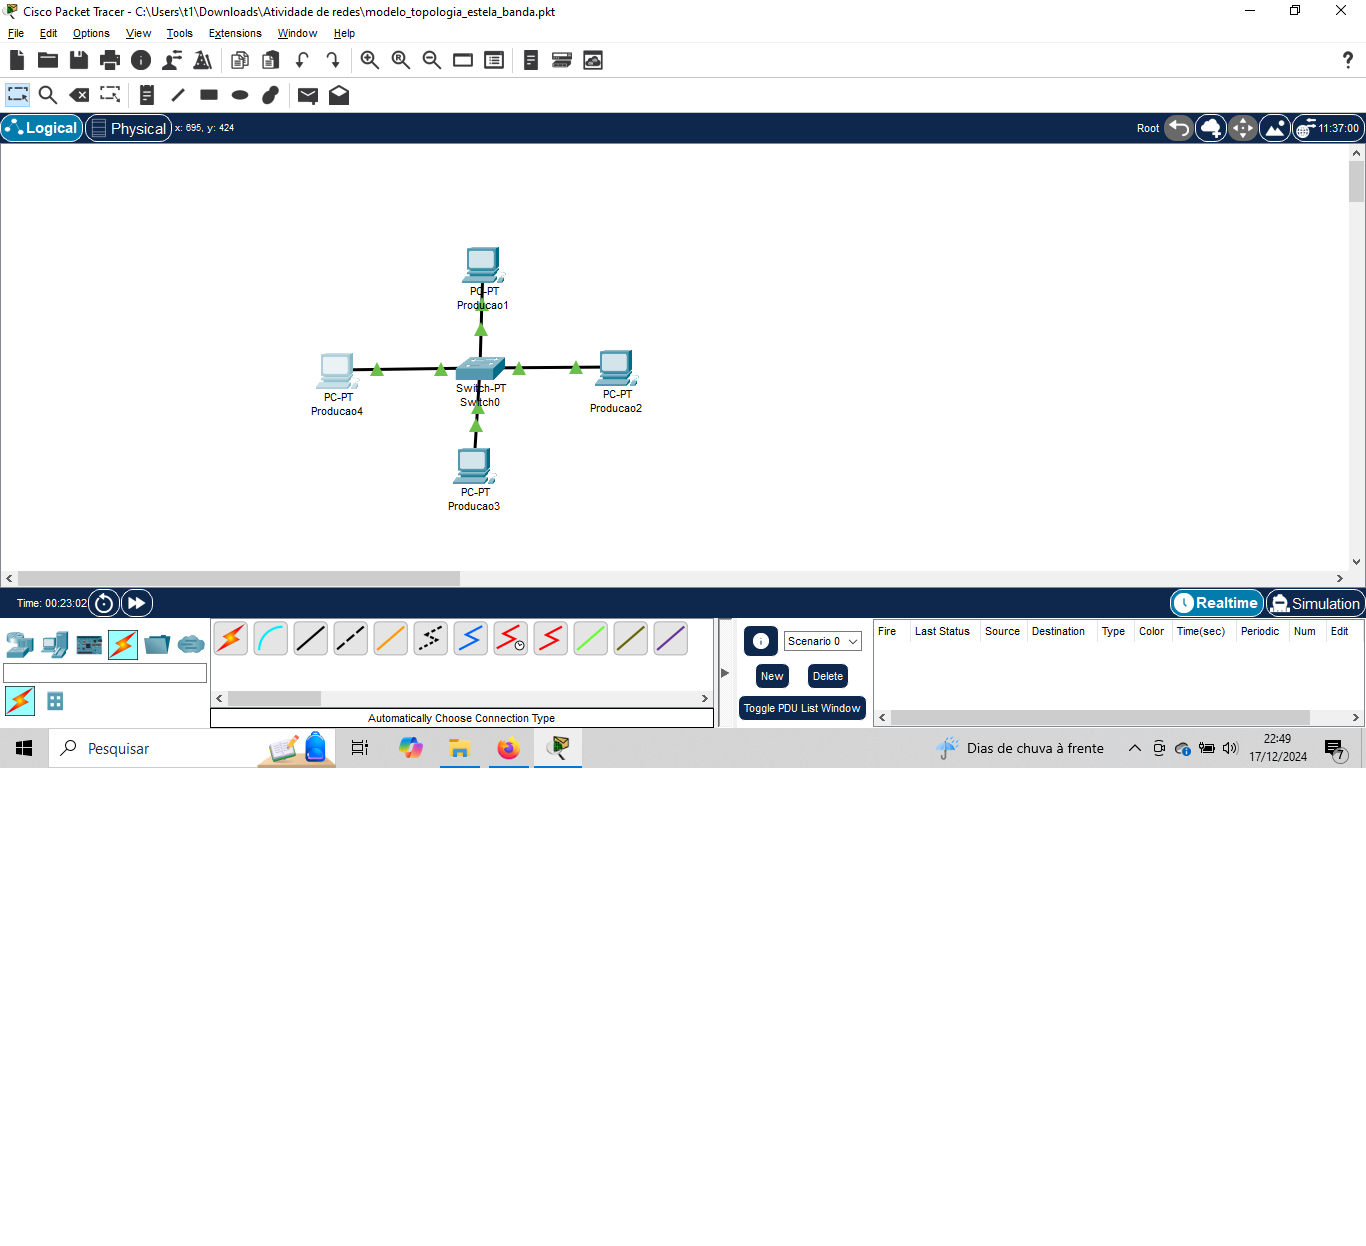 Cisco Packet Tracer - C:\Users\t1\Downloads\Atividade de redes\modelo_topologia_estela_banda.pkt
File Edit Options View Tools Extensions Window Help
Logical Physical x: 695, y: 424 Root 11:37:00
PC-PT
Producao1
PC-PT
Producao4
Switch-PT
Switch0
PC-PT
Producao2
PC-PT
Producao3
Time: 00:23:02 Realtime Simulation
Scenario 0
New Delete
Toggle PDU List Window
Fire Last Status Source Destination Type Color Time(sec) Periodic Num Edit
Automatically Choose Connection Type
Pesquisar
Dias de chuva à frente
22:49
17/12/2024
7